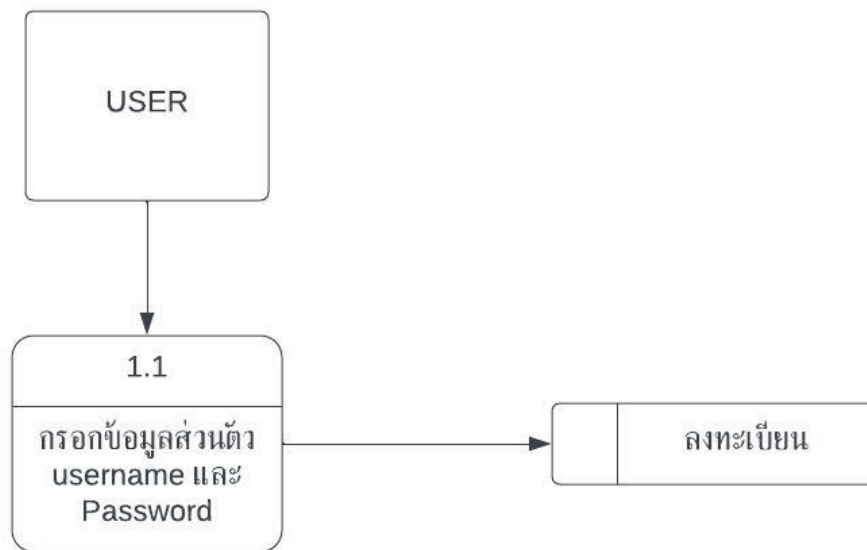 USER
1.1
กรอกข้อมูลส่วนตัว
username และ
Password
ลงทะเบียน